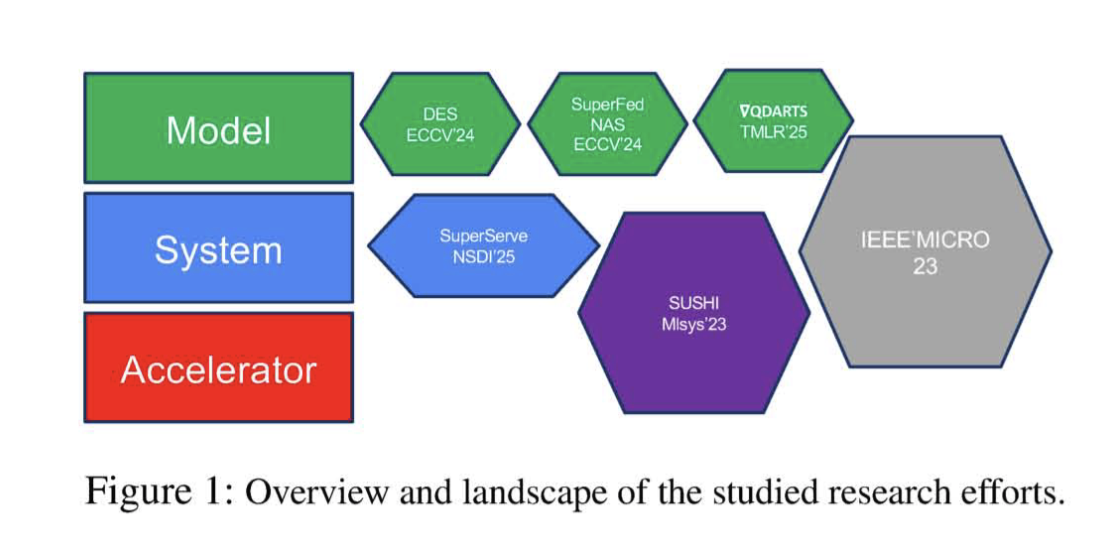 Model
DES
ECCV'24
SuperFed
NAS
ECCV'24
∇QDARTS
TMLR'25
System
SuperServe
NSDI'25
IEEE'MICRO
23
SUSHI
Mlsys'23
Accelerator
Figure 1: Overview and landscape of the studied research efforts.